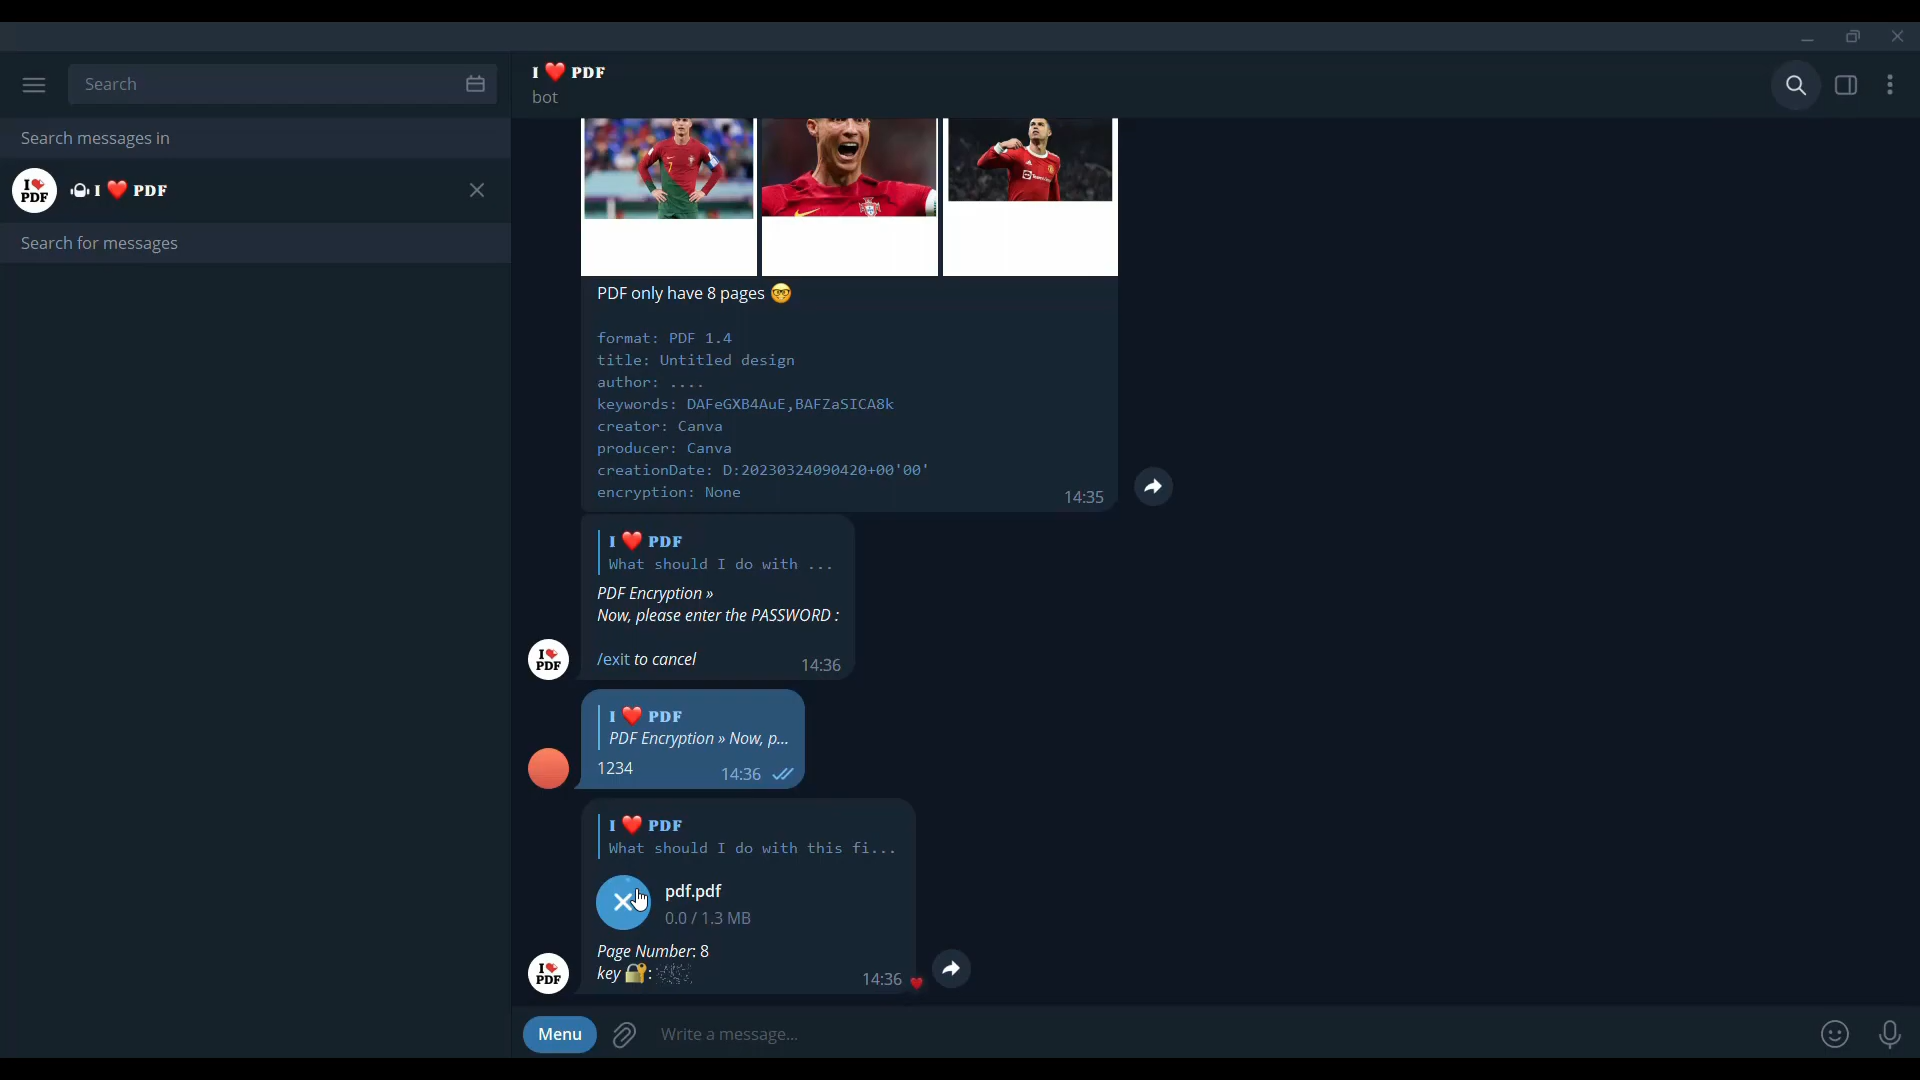 Search
Search messages in
I ❤️ PDF
Search for messages
I ❤️ PDF
bot
PDF only have 8 pages 🤓
format: PDF 1.4
title: Untitled design
author: ....
keywords: DAFeGXB4AuE,BAFZaSICA8k
creator: Canva
producer: Canva
creationDate: D:20230324090420+00'00'
encryption: None
14:35
I ❤️ PDF
What should I do with ...
PDF Encryption »
Now, please enter the PASSWORD :
/exit to cancel
14:36
I ❤️ PDF
PDF Encryption » Now, p...
1234
14:36
I ❤️ PDF
What should I do with this fi...
pdf.pdf
0.0 / 1.3 MB
Page Number: 8
key 🔐:
14:36
Menu
Write a message...